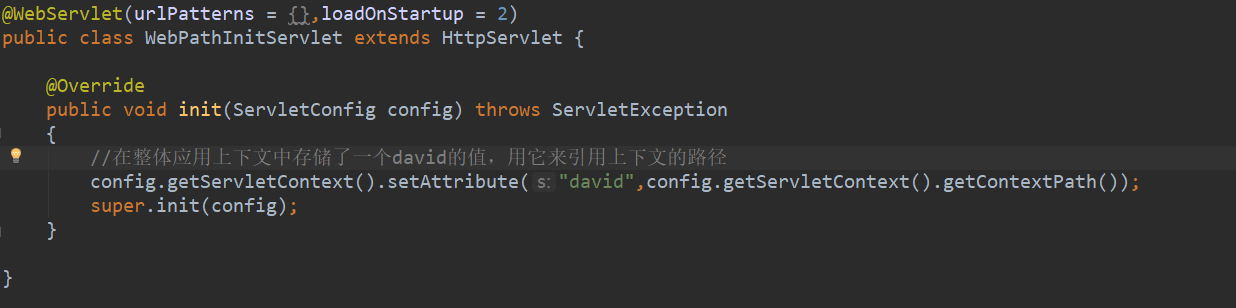 @WebServlet(urlPatterns = {},loadOnStartup = 2)
public class WebPathInitServlet extends HttpServlet {
@Override
public void init(ServletConfig config) throws ServletException
{
//在整体应用上下文中存储了一个david的值，用它来引用上下文的路径
config.getServletContext().setAttribute( s: "david",config.getServletContext().getContextPath());
super.init(config);
}
}